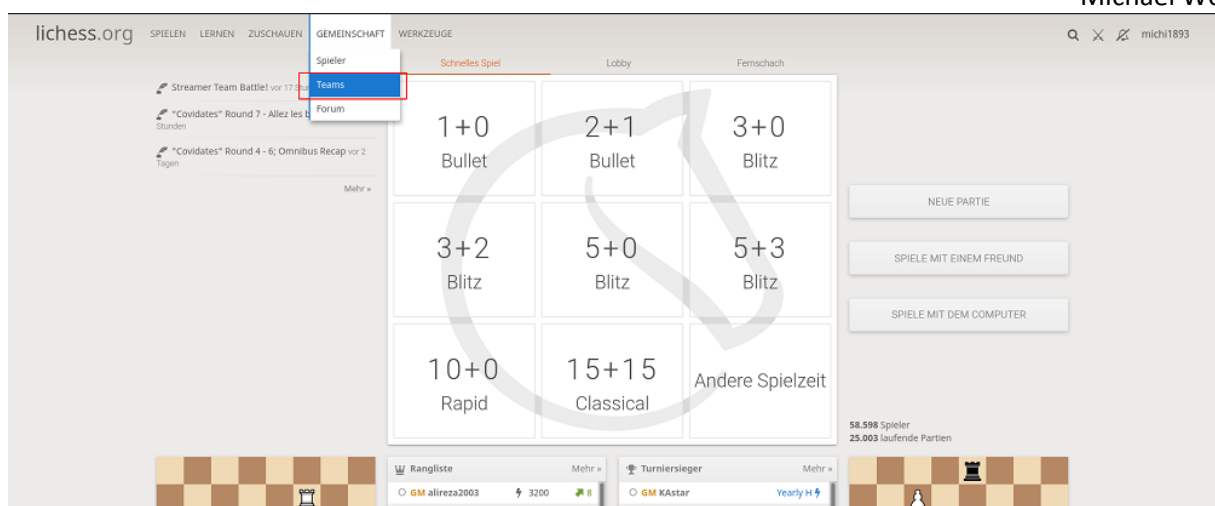 Michael
lichess.org SPIELEN LERNEN ZUSCHAUEN GEMEINSCHAFT WERKZEUGE michi1893
Spieler
Teams
Forum
Schnelles Spiel Lobby Fernschach
Streamer Team Battle! vor 17
"Covidates" Round 7 - Allez les
Stunden
"Covidates" Round 4 - 6; Omnibus Recap vor 2
Tagen
Mehr »
1+0
Bullet
2+1
Bullet
3+0
Blitz
3+2
Blitz
5+0
Blitz
5+3
Blitz
10+0
Rapid
15+15
Classical
Andere Spielzeit
NEUE PARTIE
SPIELE MIT EINEM FREUND
SPIELE MIT DEM COMPUTER
58.598 Spieler
25.003 laufende Partien
Rangliste Mehr »
GM alireza2003 3200 8
Turniersieger Mehr »
GM KAstar Yearly H